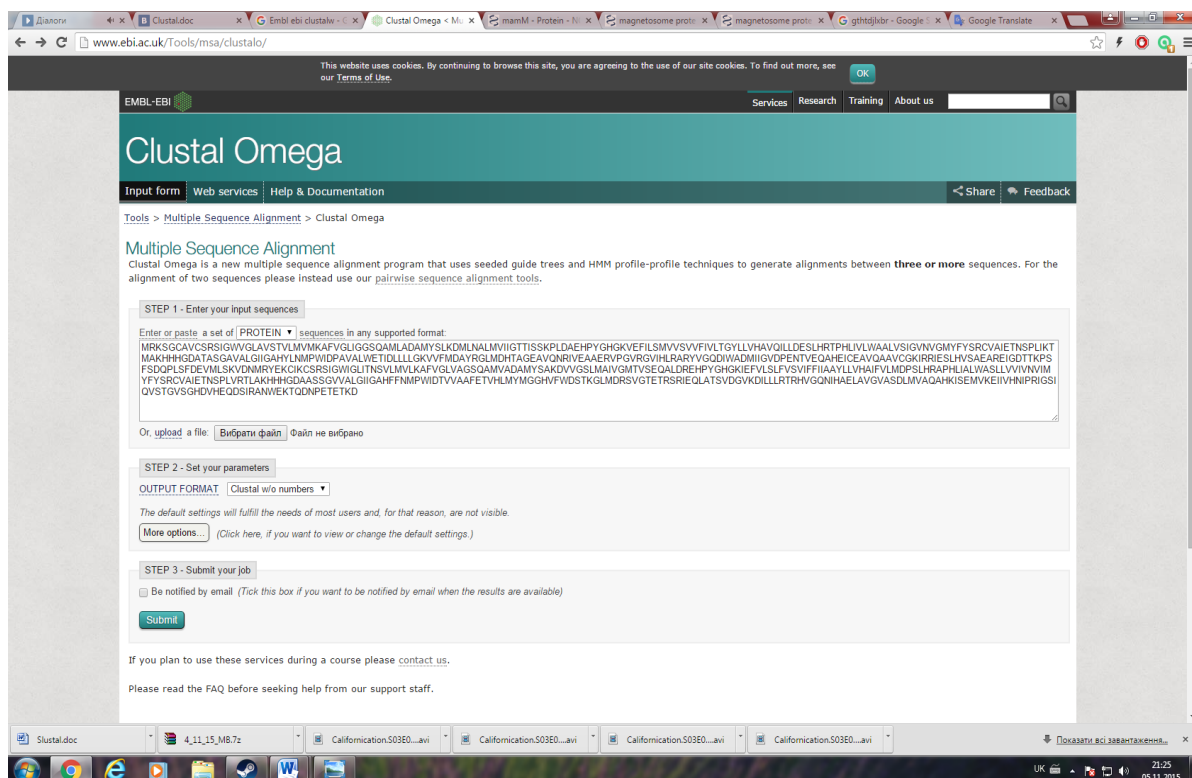 Діалоги
Clustal.doc
Embl ebi clustalw - G
Clustal Omega < Mu
mamM - Protein - N
magnetosome prote
magnetosome prote
gthtdjlxbr - Google
Google Translate
www.ebi.ac.uk/Tools/msa/clustalo/
This website uses cookies. By continuing to browse this site, you are agreeing to the use of our site cookies. To find out more, see
our Terms of Use.
OK
EMBL-EBI
Services Research Training About us
Clustal Omega
Input form Web services Help & Documentation
Share Feedback
Tools > Multiple Sequence Alignment > Clustal Omega
Multiple Sequence Alignment
Clustal Omega is a new multiple sequence alignment program that uses seeded guide trees and HMM profile-profile techniques to generate alignments between three or more sequences. For the
alignment of two sequences please instead use our pairwise sequence alignment tools.
STEP 1 - Enter your input sequences
Enter or paste a set of PROTEIN sequences in any supported format:
MRKSGCAVCSRSIGWVGLAVSTVLMVMKAFVGLIGGSQAMLADAMYSLKDMLNALMVIIGTTISSKPLDAEHPYGHGKVEFILSMVVSVVFIVLTGYLLVHAVQILLDESLHRTPHLIVLWAALVSIGVNVGMYFYSRCVAIETNSPLIKT
MAKHHHGDATASGAVALGIIGAHYLNMPWIDPAVALWETIDLLLLGKVVFMDAYRGLMDHTAGEAVQNRIVEAAERVPGVRGVIHLRARYVGQDIWADMIIGVDPENTVEQAHEICEAVQAAVCGKIRRIESLHVSAEAREIGDTTKPS
FSDQPLSFDEVMLSKVDNMRYEKCIKCSRSIGWIGLITNSVLMVLKAFVGLVAGSQAMVADAMYSAKDVVGSLMAIVGMTVSEQALDREHPYGHGKIEFVLSLFVSVIFFIIAAYLLVHAIFVLMDPSLHRAPHLIALWASLLVVIVNVIM
YFYSRCVAIETNSPLVRTLAKHHHGDAASSGVVALGIIGAHFFNMPWIDTVVAAFETVHLMYMGGHVFWDSTKGLMDRSVGTETRSRIEQLATSVDGVKDILLLRTRHVGQNIHAELAVGVASDLMVAQAHKISEMVKEIIVHNIPRIGSI
QVSTGVSGHDVHEQDSIRANWEKTQDNPETETKD
Or, upload a file: Вибрати файл Файл не вибрано
STEP 2 - Set your parameters
OUTPUT FORMAT Clustal w/o numbers
The default settings will fulfill the needs of most users and, for that reason, are not visible.
More options... (Click here, if you want to view or change the default settings.)
STEP 3 - Submit your job
Be notified by email (Tick this box if you want to be notified by email when the results are available)
Submit
If you plan to use these services during a course please contact us.
Please read the FAQ before seeking help from our support staff.
Slustal.doc
4_11_15_MB.7z
Californication.S03E0....avi
Californication.S03E0....avi
Californication.S03E0....avi
Californication.S03E0....avi
Показати всі завантаження...
UK
21:25
05.11.2015